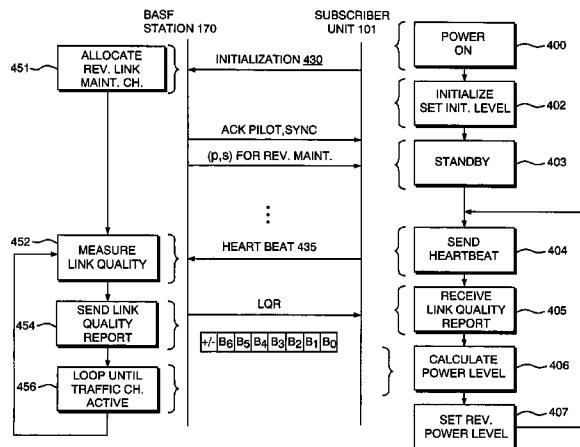 BASF
STATION 170
SUBSCRIBER
UNIT 101
451
ALLOCATE
REV. LINK
MAINT. CH.
INITIALIZATION 430
POWER
ON
400
INITIALIZE
SET INIT. LEVEL
402
ACK PILOT,SYNC
(p,s) FOR REV. MAINT.
STANDBY
403
452
MEASURE
LINK QUALITY
HEART BEAT 435
SEND
HEARTBEAT
404
454
SEND LINK
QUALITY
REPORT
LQR
RECEIVE
LINK QUALITY
REPORT
405
+/- B6 B5 B4 B3 B2 B1 B0
456
LOOP UNTIL
TRAFFIC CH.
ACTIVE
CALCULATE
POWER LEVEL
406
407
SET REV.
POWER LEVEL